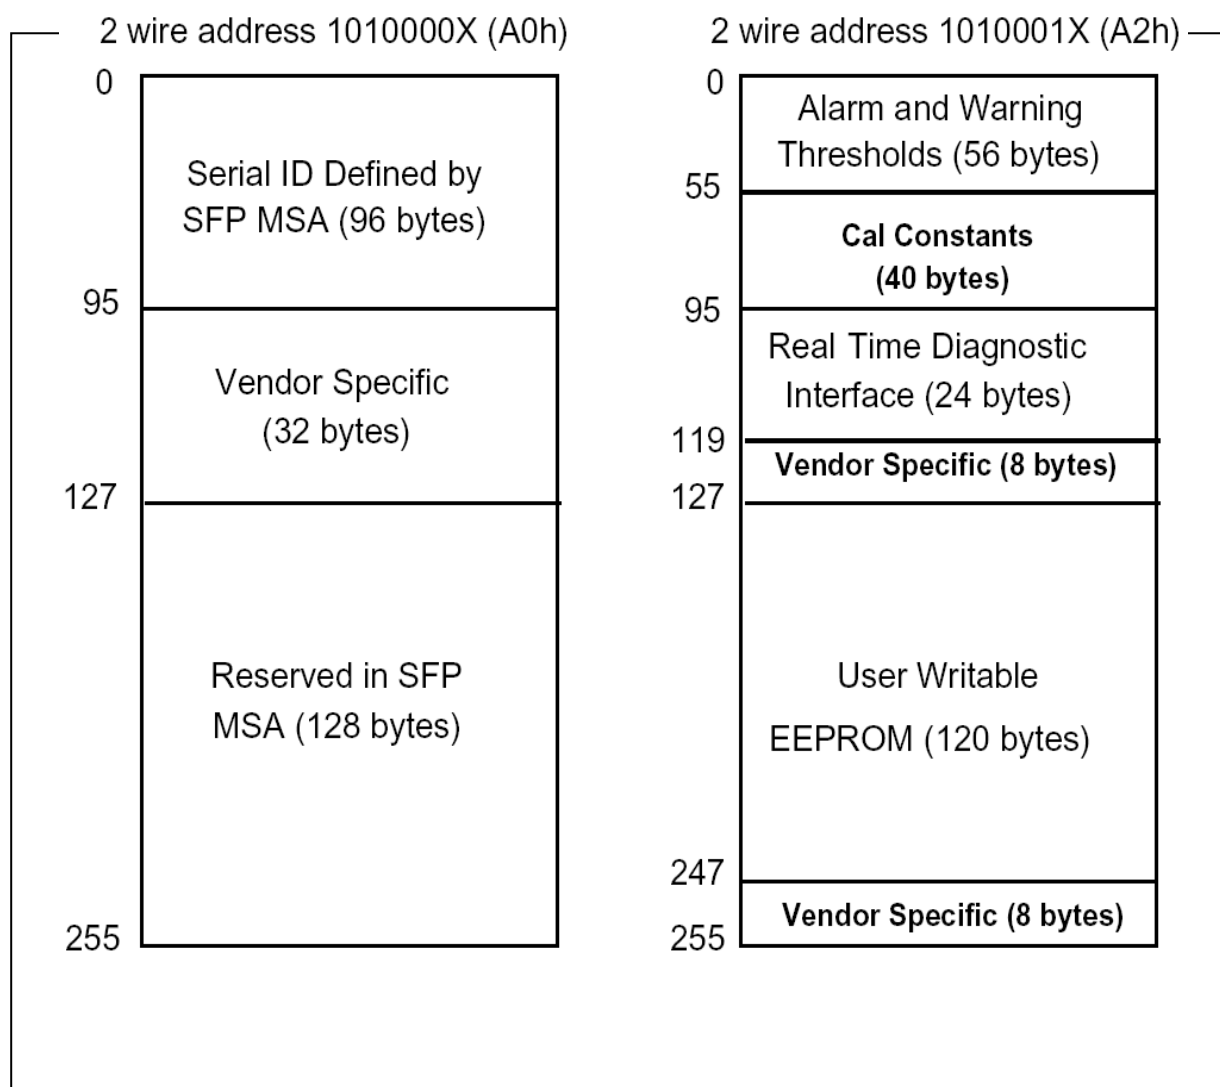 2 wire address 1010000X (A0h)
0
Serial ID Defined by
SFP MSA (96 bytes)
95
Vendor Specific
(32 bytes)
127
Reserved in SFP
MSA (128 bytes)
255
2 wire address 1010001X (A2h)
0
Alarm and Warning
Thresholds (56 bytes)
55
Cal Constants
(40 bytes)
95
Real Time Diagnostic
Interface (24 bytes)
119
Vendor Specific (8 bytes)
127
User Writable
EEPROM (120 bytes)
247
Vendor Specific (8 bytes)
255